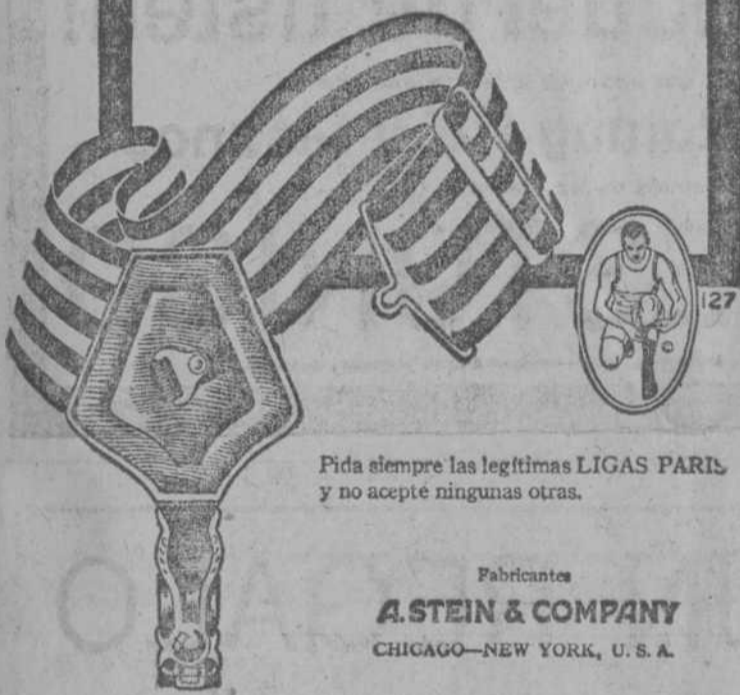 127
Pida siempre las legítimas LIGAS PARIS
y no acepte ningunas otras.
Fabricantes
A. STEIN & COMPANY
CHICAGO—NEW YORK, U. S. A.